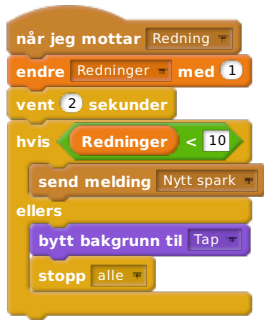 når jeg mottar Redning
endre Redninger med 1
vent 2 sekunder
hvis Redninger < 10
send melding Nytt spark
ellers
bytt bakgrunn til Tap
stopp alle